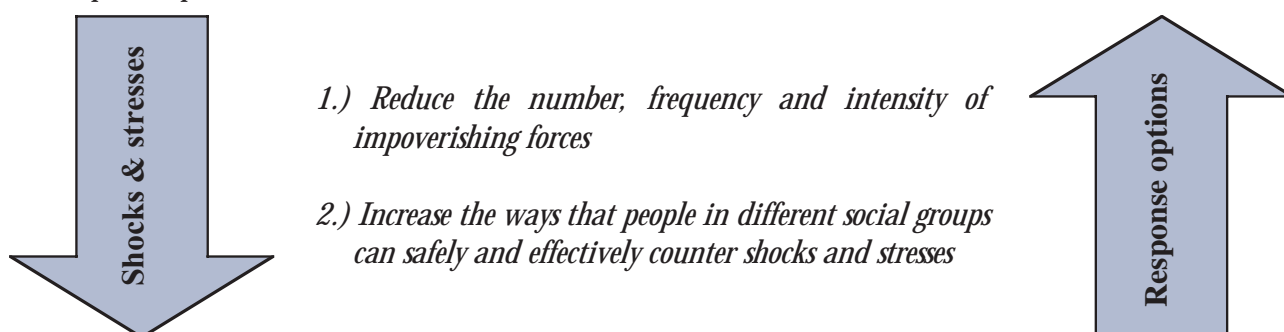 Shocks & stresses
1.) Reduce the number, frequency and intensity of
impoverishing forces
2.) Increase the ways that people in different social groups
can safely and effectively counter shocks and stresses
Response options